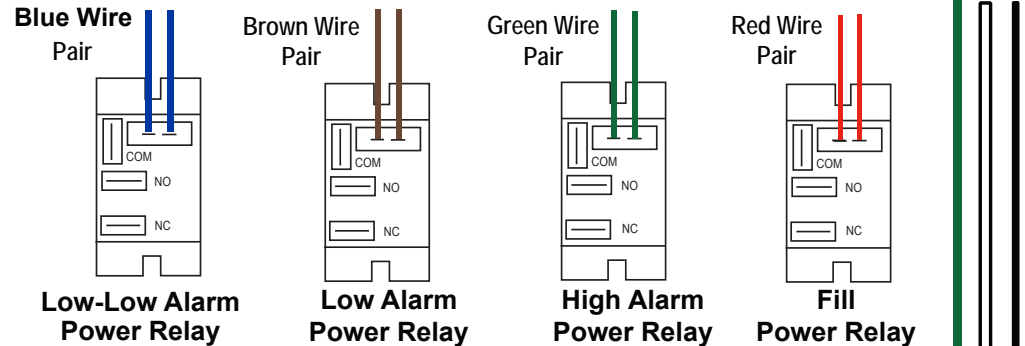 Blue Wire
Pair
Brown Wire
Pair
Green Wire
Pair
Red Wire
Pair
COM
NO
NC
COM
NO
NC
COM
NO
NC
COM
NO
NC
Low-Low Alarm
Power Relay
Low Alarm
Power Relay
High Alarm
Power Relay
Fill
Power Relay